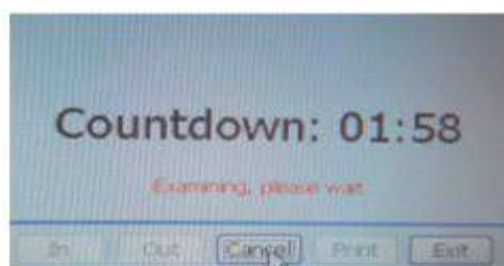 Countdown: 01:58
Examining, please wait
In Out Cancel Print Exit